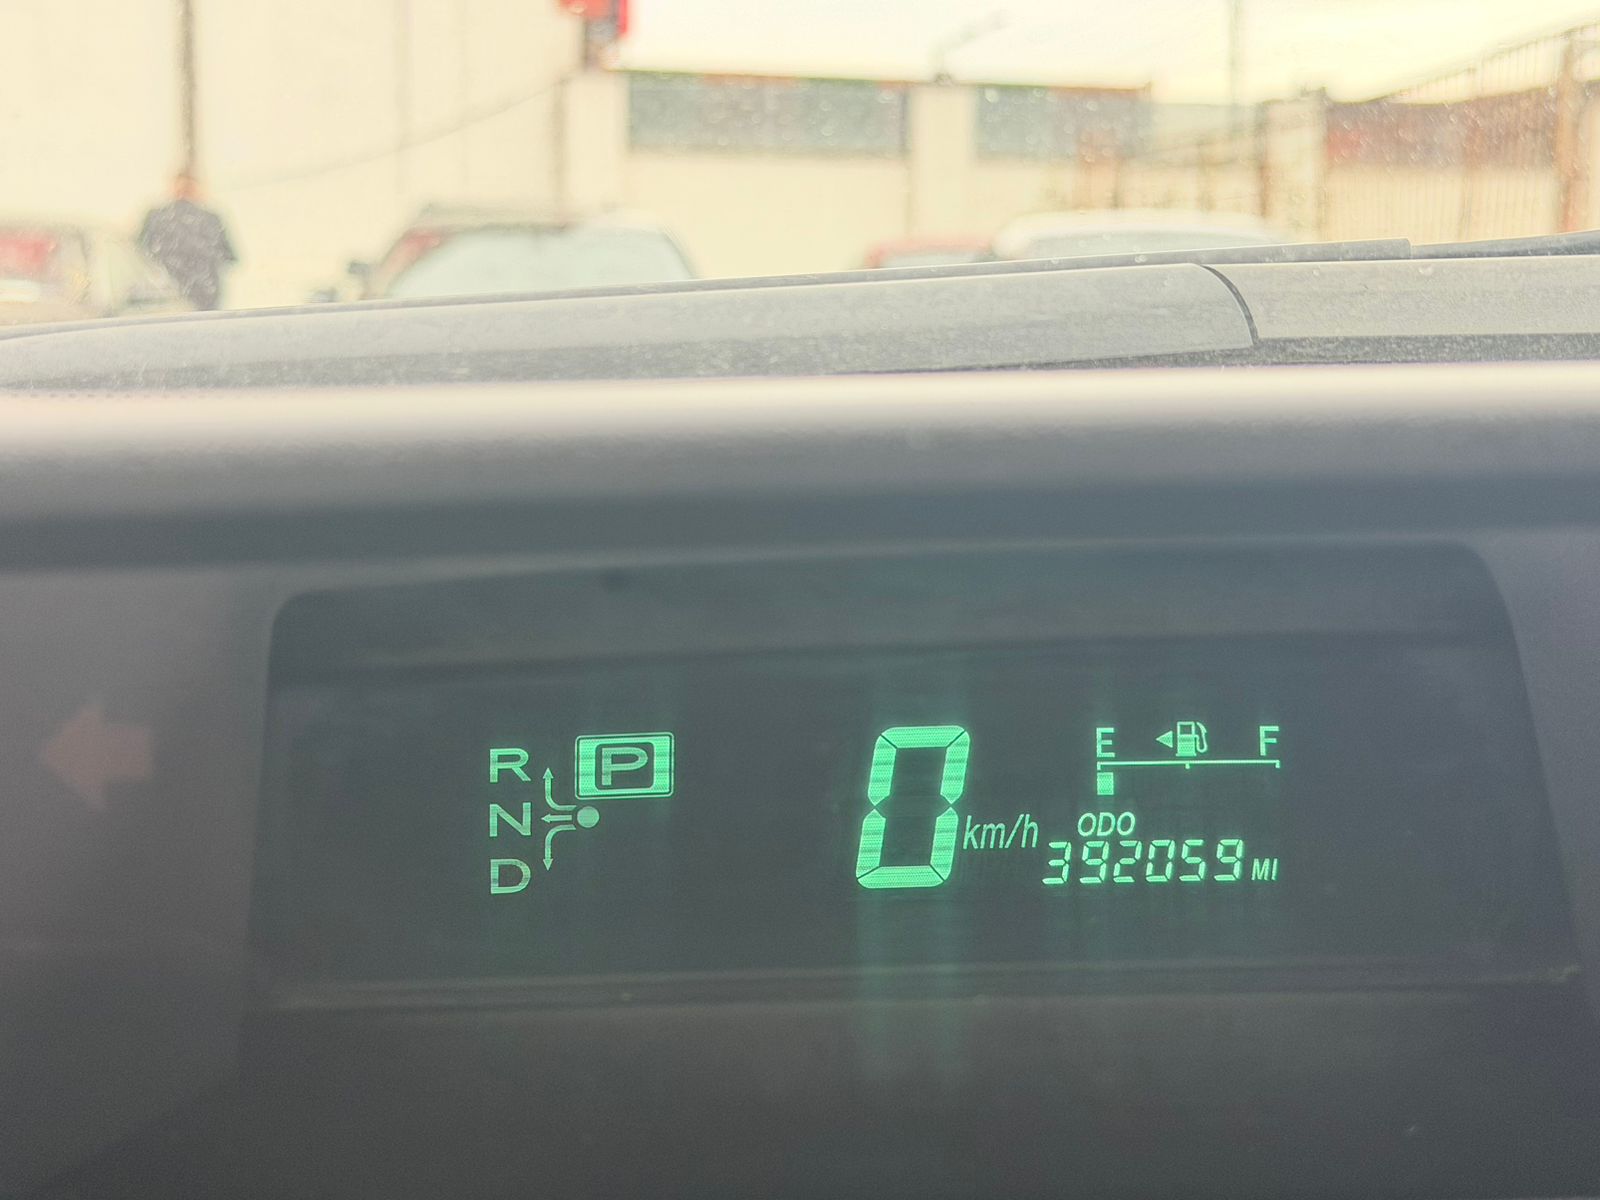 R P
N
D
0 km/h
E F
ODO
392059 MI